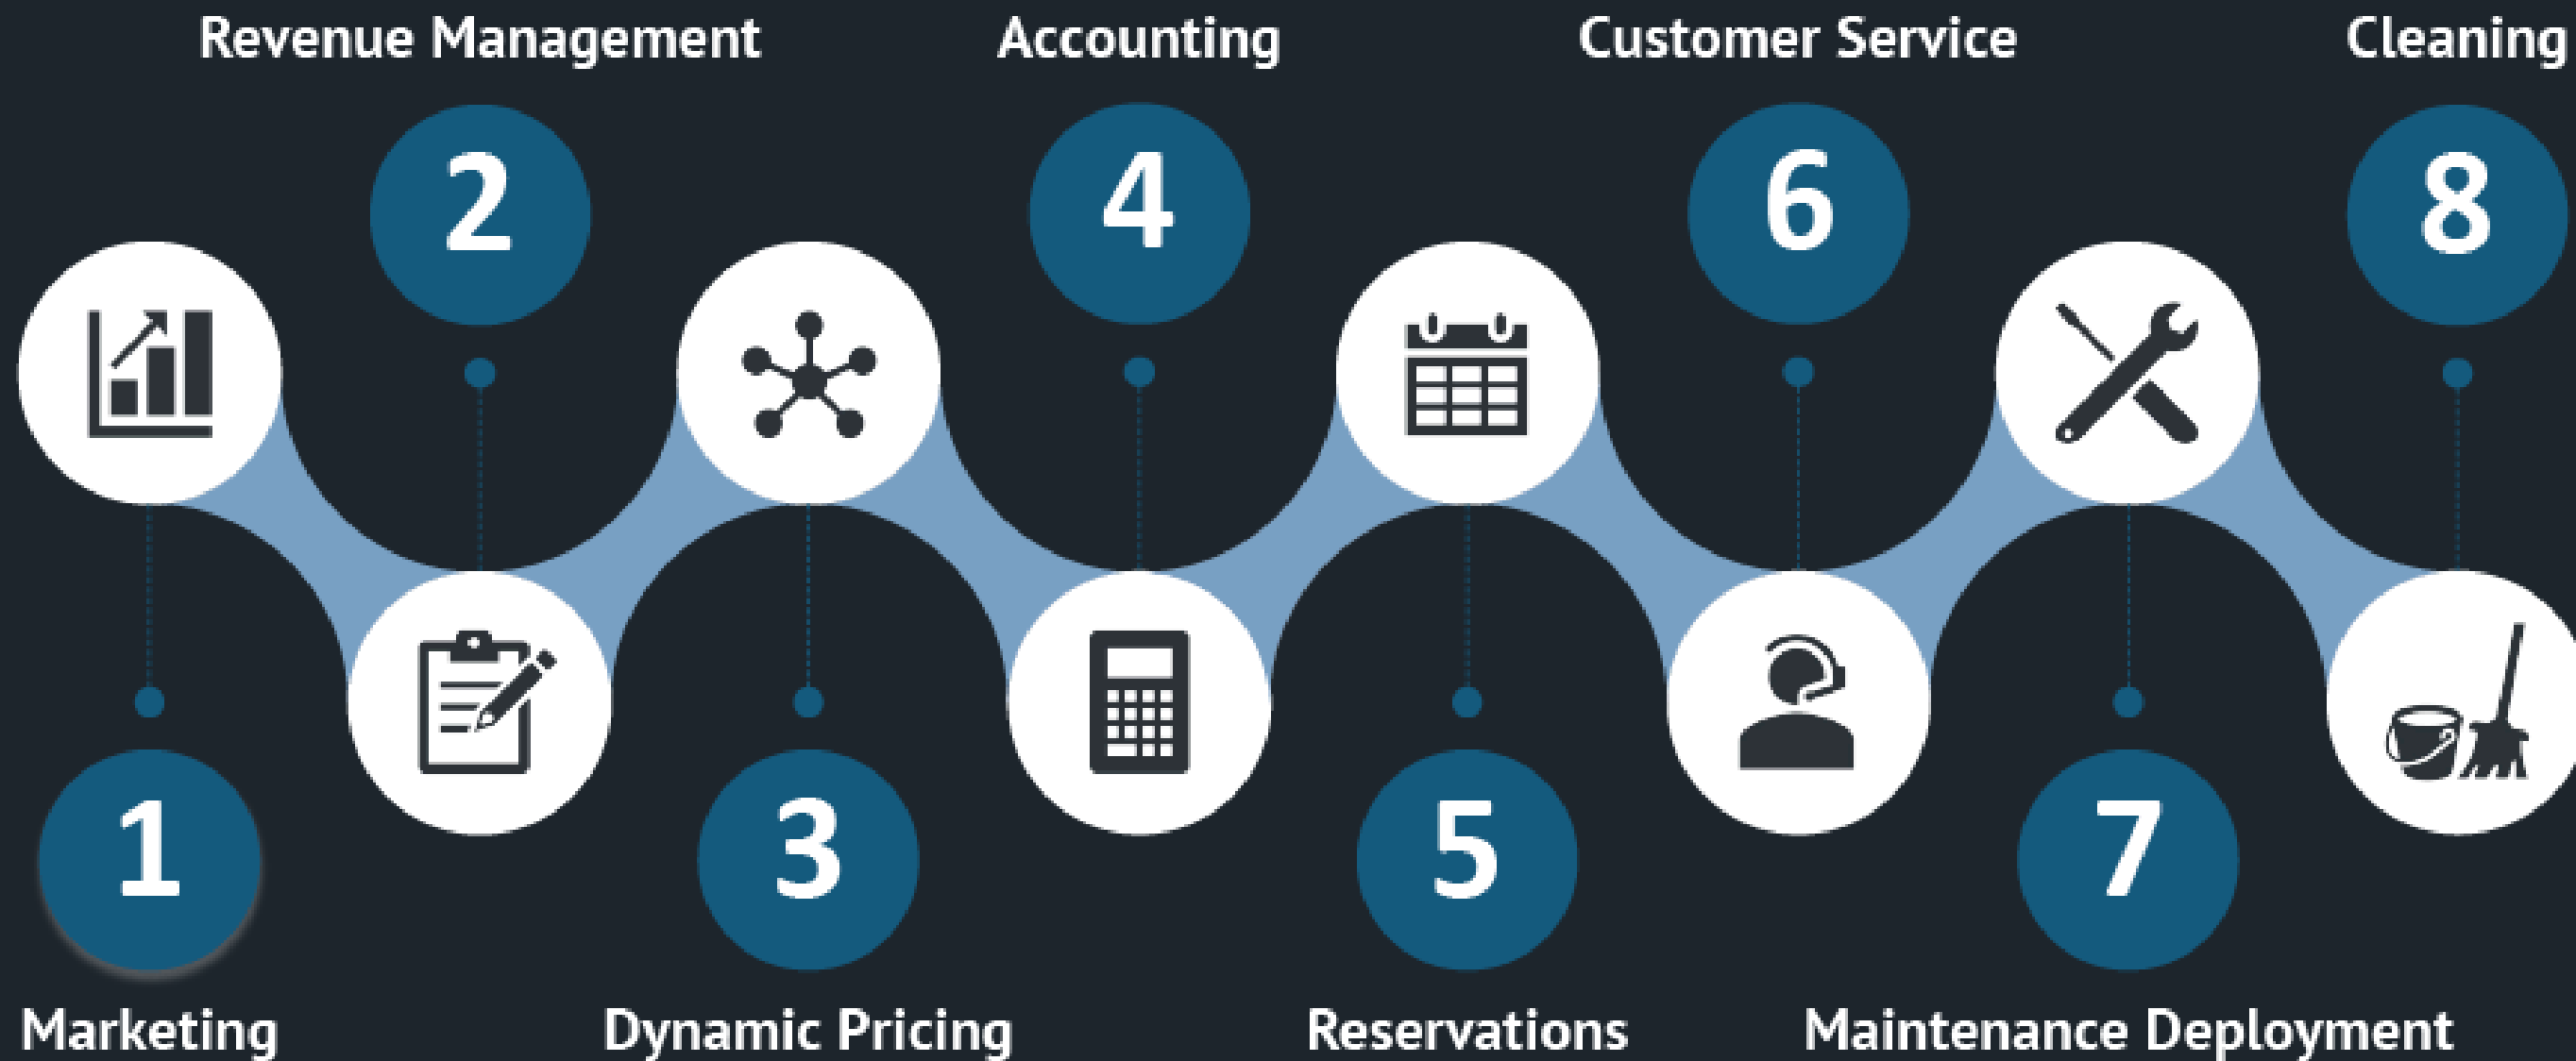 Revenue Management
Accounting
Customer Service
Cleaning
2
4
6
8
1
3
5
7
Marketing
Dynamic Pricing
Reservations
Maintenance Deployment